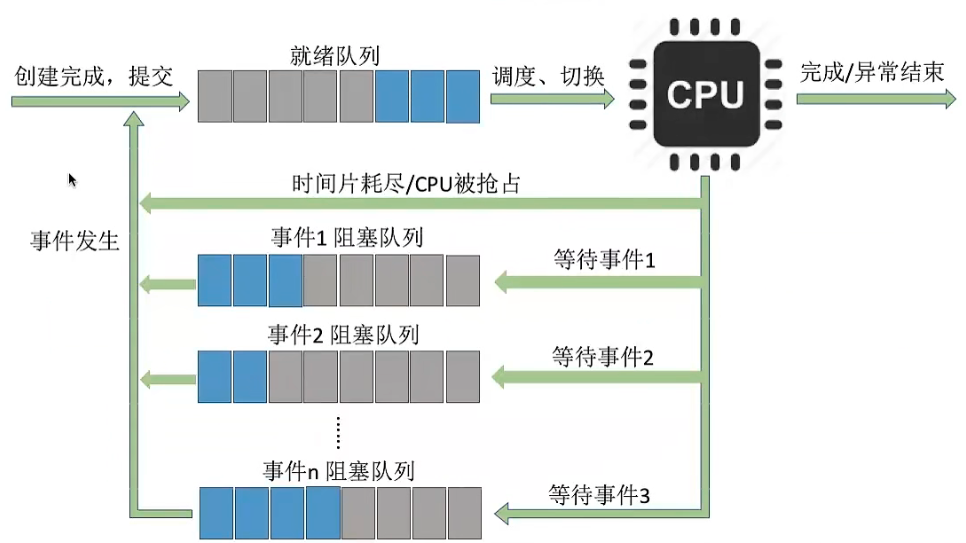 就绪队列
创建完成，提交
调度、切换
CPU
完成/异常结束
时间片耗尽/CPU被抢占
事件发生
事件1 阻塞队列
等待事件1
事件2 阻塞队列
等待事件2
事件n 阻塞队列
等待事件3